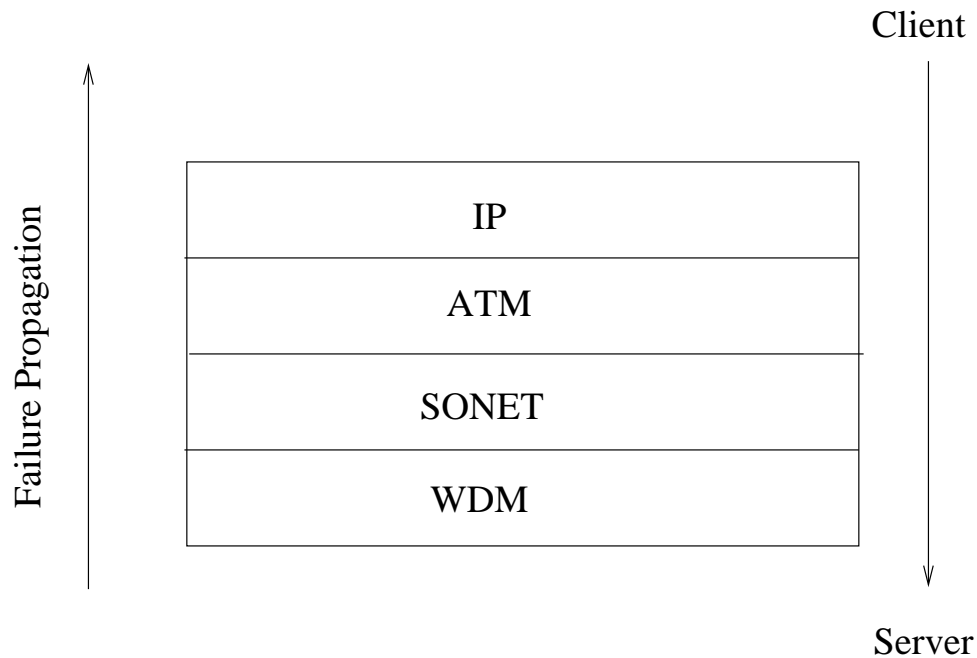 Client
Failure Propagation
IP
ATM
SONET
WDM
Server